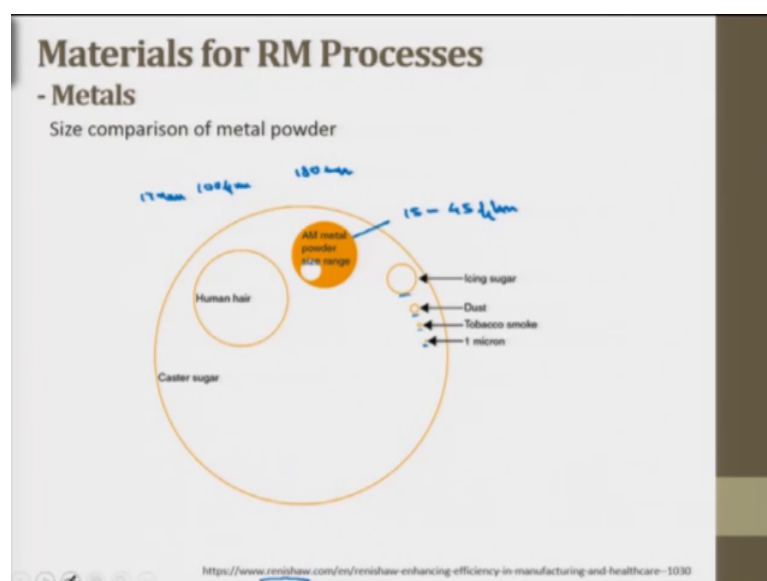 Materials for RM Processes
- Metals
Size comparison of metal powder
180
100 μm
15 - 45 μm
AM metal
powder
size range
Icing sugar
Human hair
Dust
Tobacco smoke
1 micron
Caster sugar
https://www.renishaw.com/en/renishaw-enhancing-efficiency-in-manufacturing-and-healthcare--1030